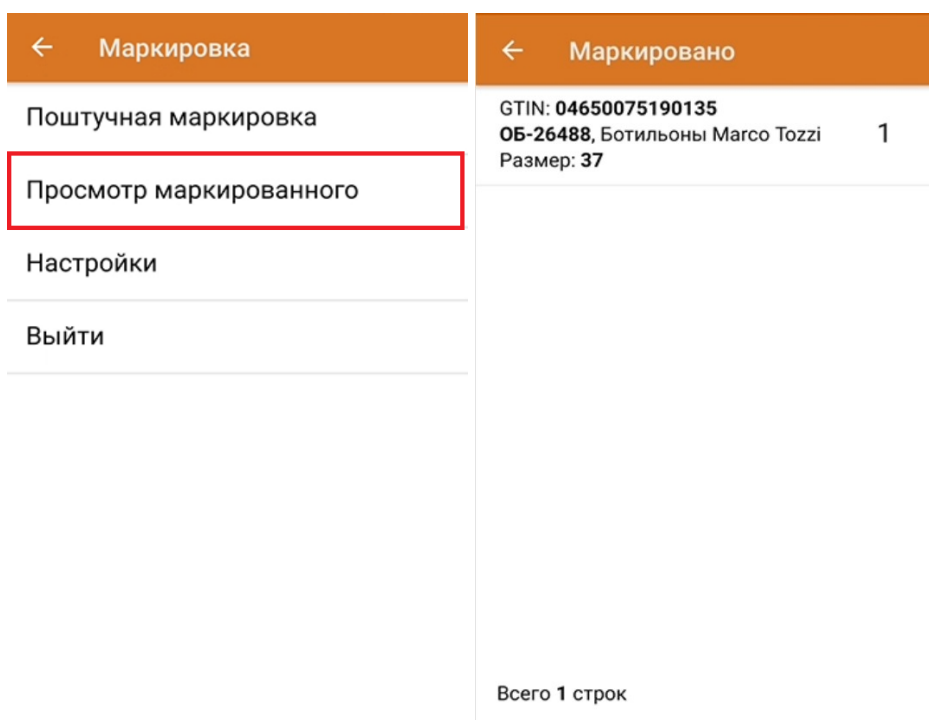 Маркировка
Поштучная маркировка
Просмотр маркированного
Настройки
Выйти
Маркировано
GTIN: 04650075190135
ОБ-26488, Ботильоны Marco Tozzi 1
Размер: 37
Всего 1 строк